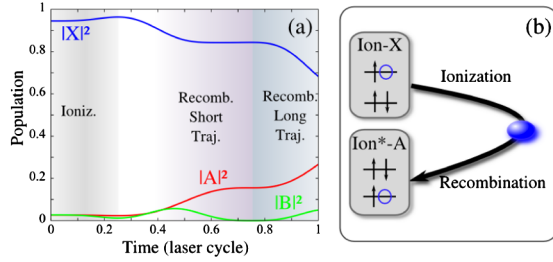 (a)
|X|²
Ioniz.
Recomb.
Short
Traj.
Recomb.
Long
Traj.
|A|²
|B|²
Population
1
0.8
0.6
0.4
0.2
0
0
0.2
0.4
0.6
0.8
1
Time (laser cycle)
(b)
Ion-X
Ionization
Ion*-A
Recombination